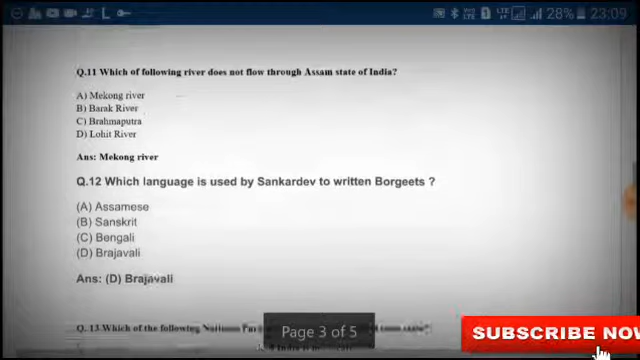 28% 23:09
Q.11 Which of following river does not flow through Assam state of India?
A) Mekong river
B) Barak River
C) Brahmaputra
D) Lohit River
Ans: Mekong river
Q.12 Which language is used by Sankardev to written Borgeets ?
(A) Assamese
(B) Sanskrit
(C) Bengali
(D) Brajavali
Ans: (D) Brajavali
Q. 13 Which of the following National state?
Page 3 of 5
SUBSCRIBE NOW